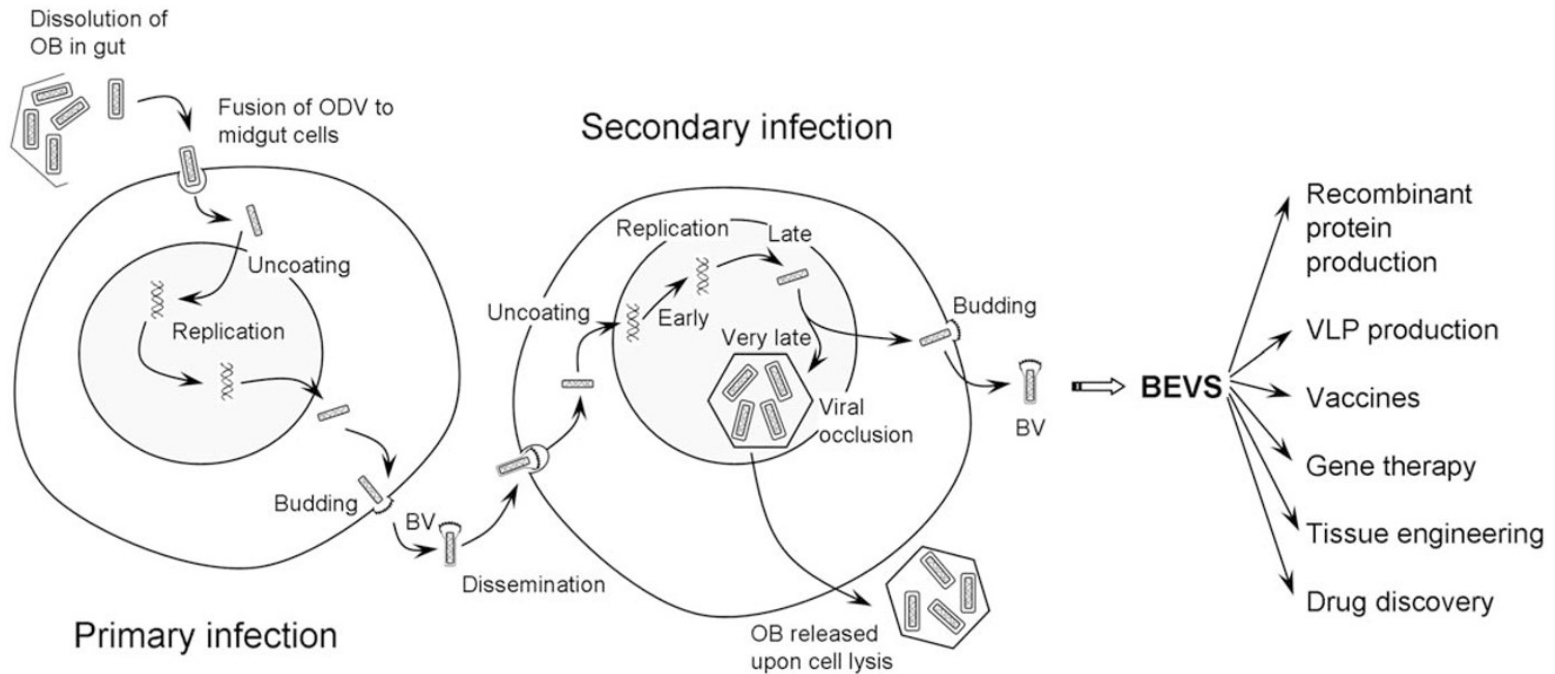 Dissolution of
OB in gut
Fusion of ODV to
midgut cells
Uncoating
Replication
Budding
BV
Dissemination
Primary infection
Secondary infection
Replication
Late
Uncoating
Early
Very late
Viral
occlusion
Budding
BV
OB released
upon cell lysis
BEVS
Recombinant
protein
production
VLP production
Vaccines
Gene therapy
Tissue engineering
Drug discovery